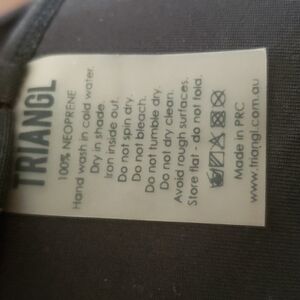 TRIANGL
100% NEOPRENE
Hand wash in cold water.
Dry in shade.
Iron inside out.
Do not spin dry.
Do not bleach.
Do not tumble dry.
Do not dry clean.
Avoid rough surfaces.
Store flat - do not fold.
Made in PRC
www.triangl.com.au